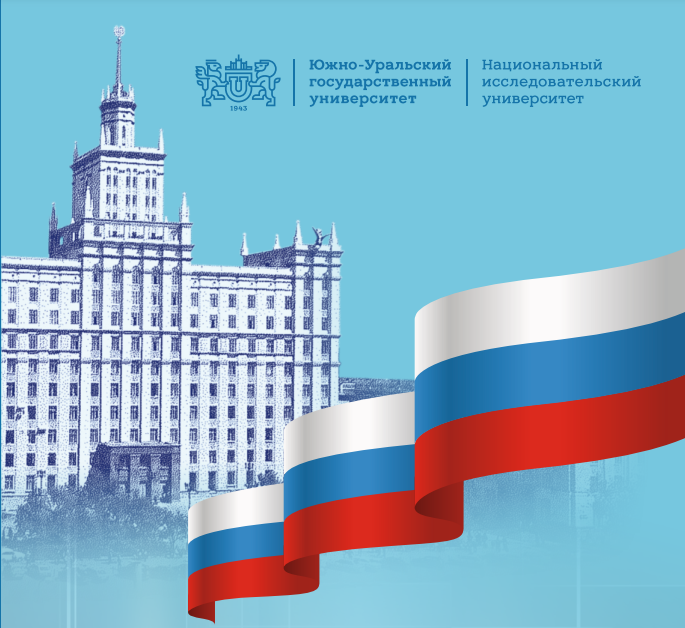 Южно-Уральский
государственный
университет
Национальный
исследовательский
университет
1943